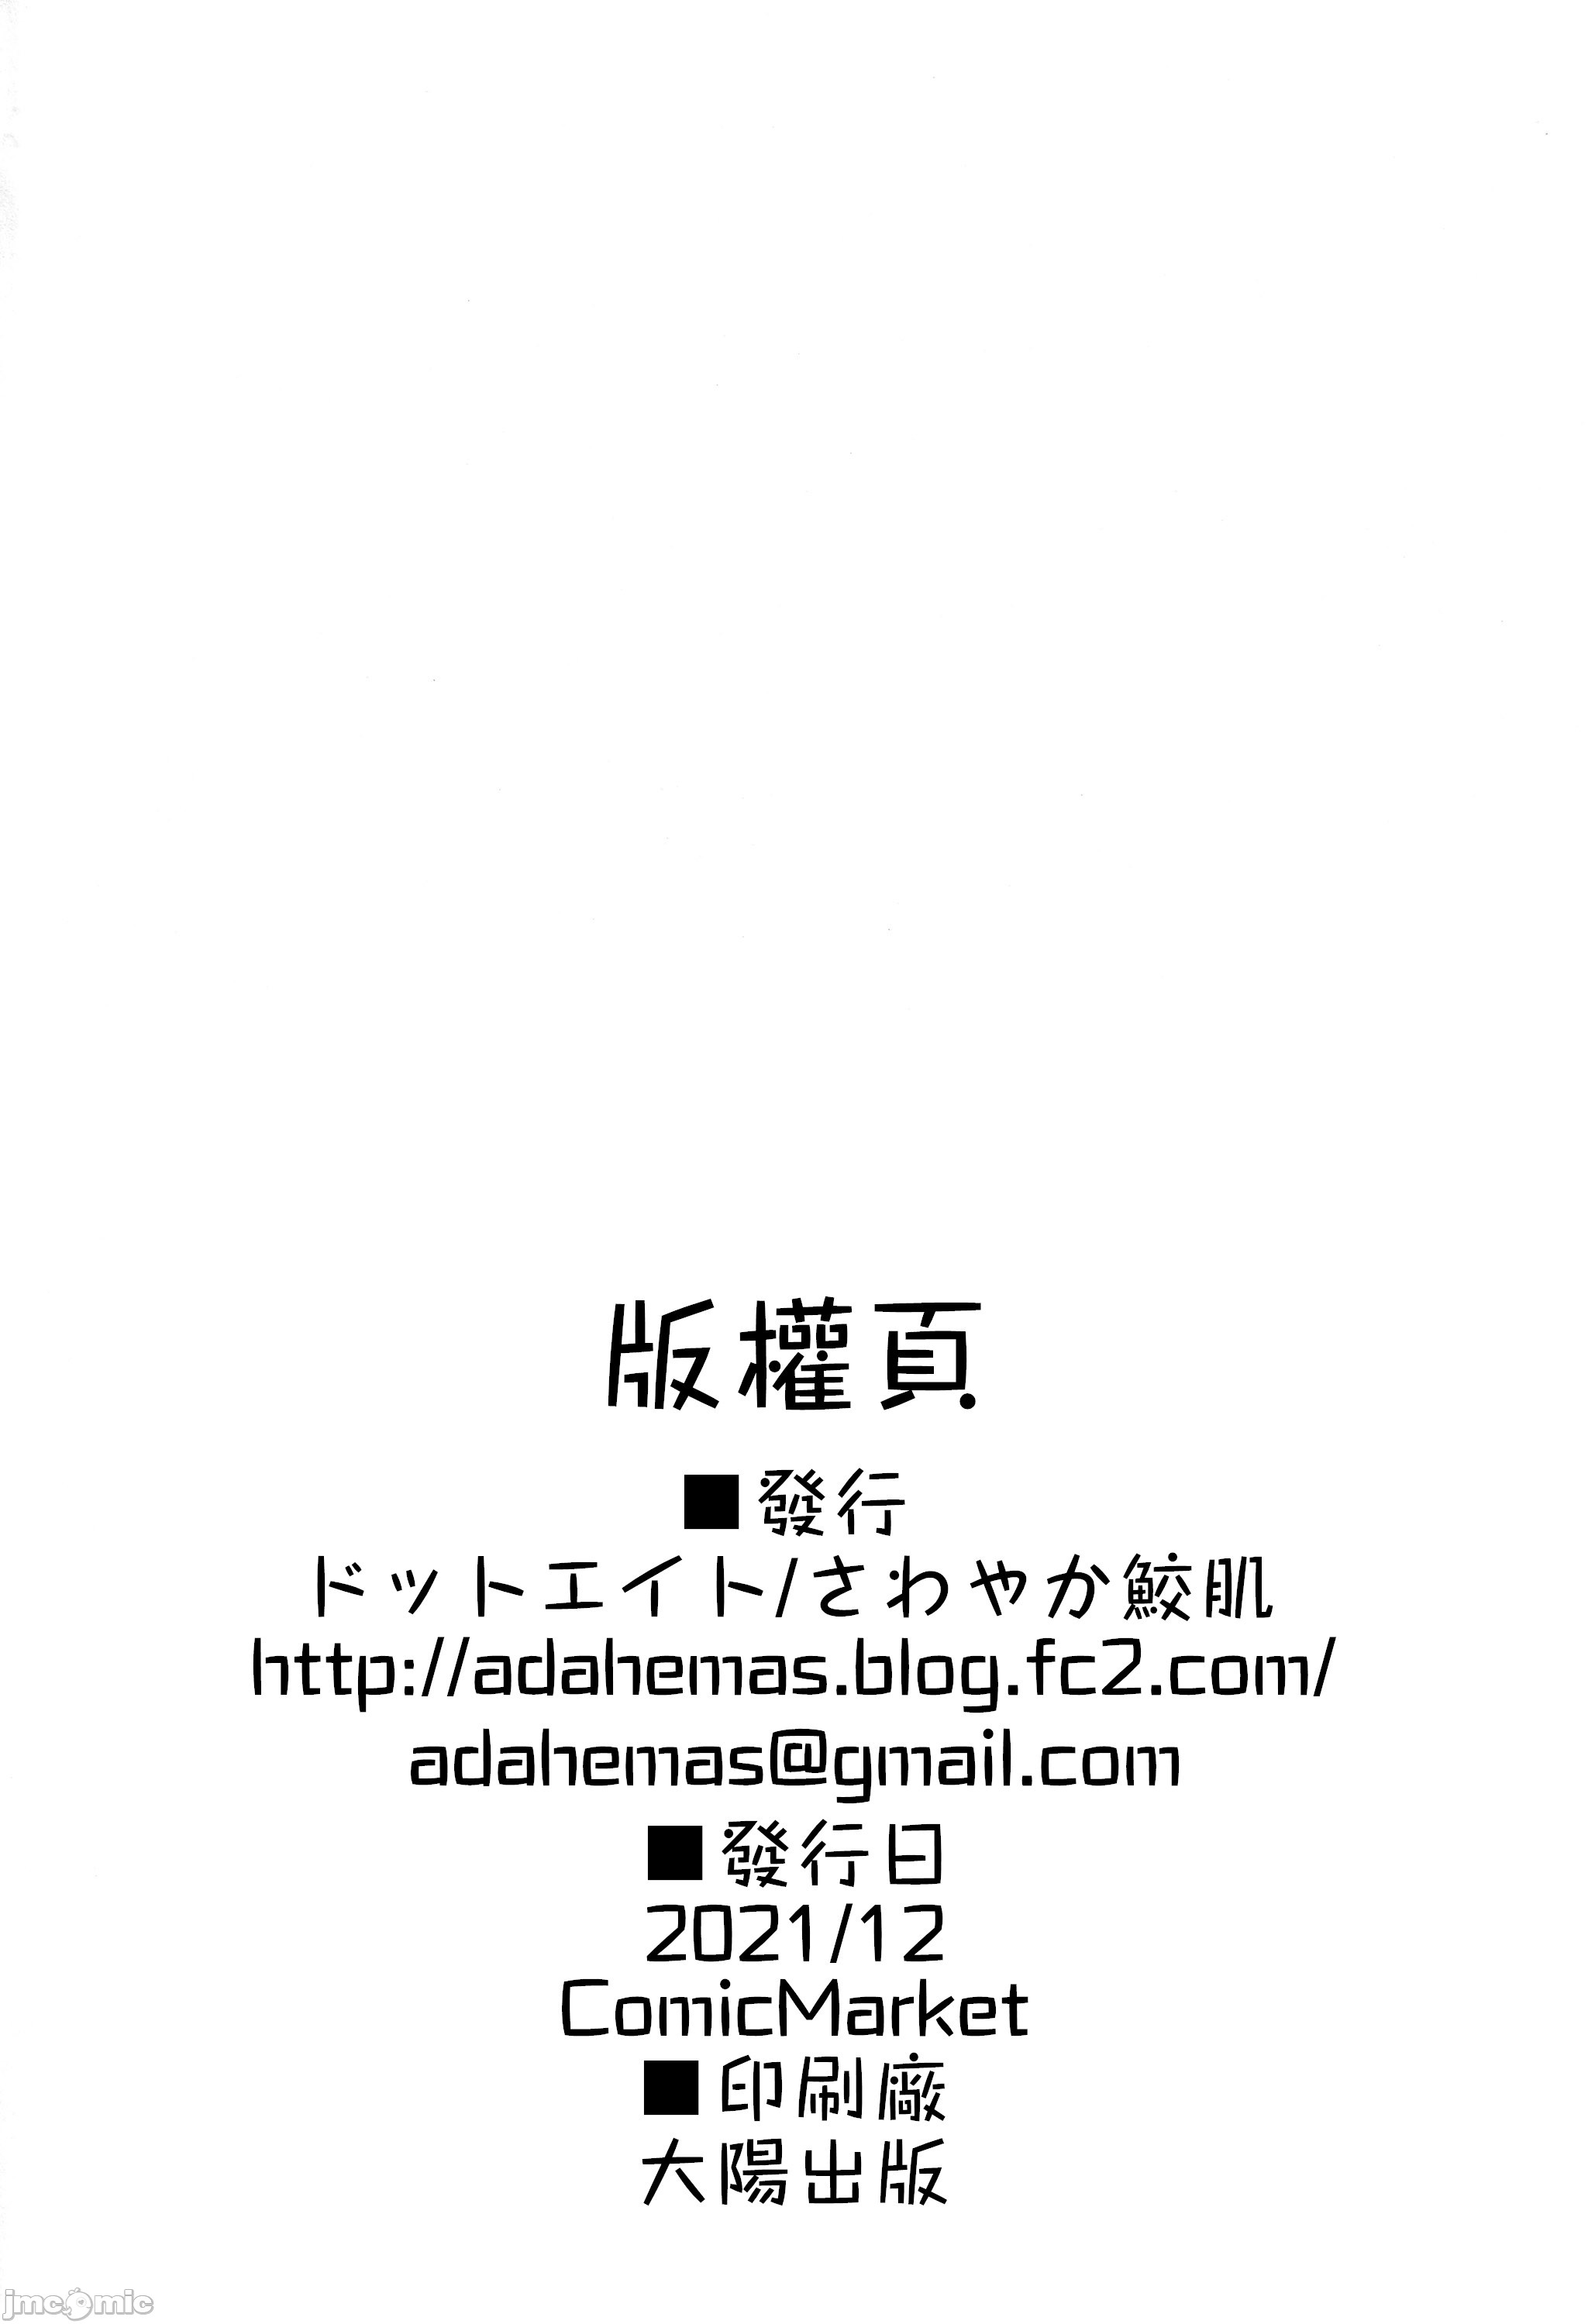 版權頁
■發行
ドットエイト/さわやか鮫肌
http://adahemas.blog.fc2.com/
adahemas@gmail.com
■發行日
2021/12
ComicMarket
■印刷廠
大陽出版
jmcomic